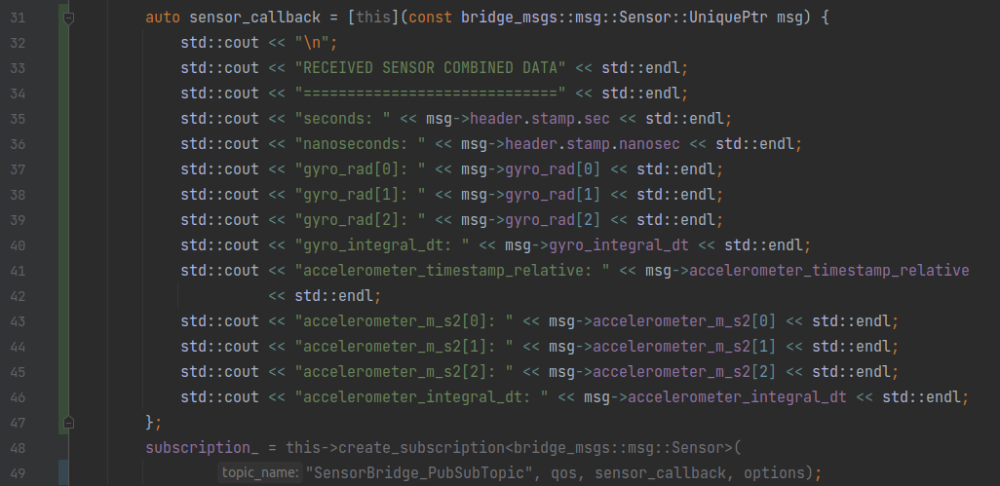 31 auto sensor_callback = [this](const bridge_msgs::msg::Sensor::UniquePtr msg) {
32 std::cout << "\n";
33 std::cout << "RECEIVED SENSOR COMBINED DATA" << std::endl;
34 std::cout << "=============================" << std::endl;
35 std::cout << "seconds: " << msg->header.stamp.sec << std::endl;
36 std::cout << "nanoseconds: " << msg->header.stamp.nanosec << std::endl;
37 std::cout << "gyro_rad[0]: " << msg->gyro_rad[0] << std::endl;
38 std::cout << "gyro_rad[1]: " << msg->gyro_rad[1] << std::endl;
39 std::cout << "gyro_rad[2]: " << msg->gyro_rad[2] << std::endl;
40 std::cout << "gyro_integral_dt: " << msg->gyro_integral_dt << std::endl;
41 std::cout << "accelerometer_timestamp_relative: " << msg->accelerometer_timestamp_relative
42 << std::endl;
43 std::cout << "accelerometer_m_s2[0]: " << msg->accelerometer_m_s2[0] << std::endl;
44 std::cout << "accelerometer_m_s2[1]: " << msg->accelerometer_m_s2[1] << std::endl;
45 std::cout << "accelerometer_m_s2[2]: " << msg->accelerometer_m_s2[2] << std::endl;
46 std::cout << "accelerometer_integral_dt: " << msg->accelerometer_integral_dt << std::endl;
47 };
48 subscription_ = this->create_subscription<bridge_msgs::msg::Sensor>(
49 topic_name: "SensorBridge_PubSubTopic", qos, sensor_callback, options);